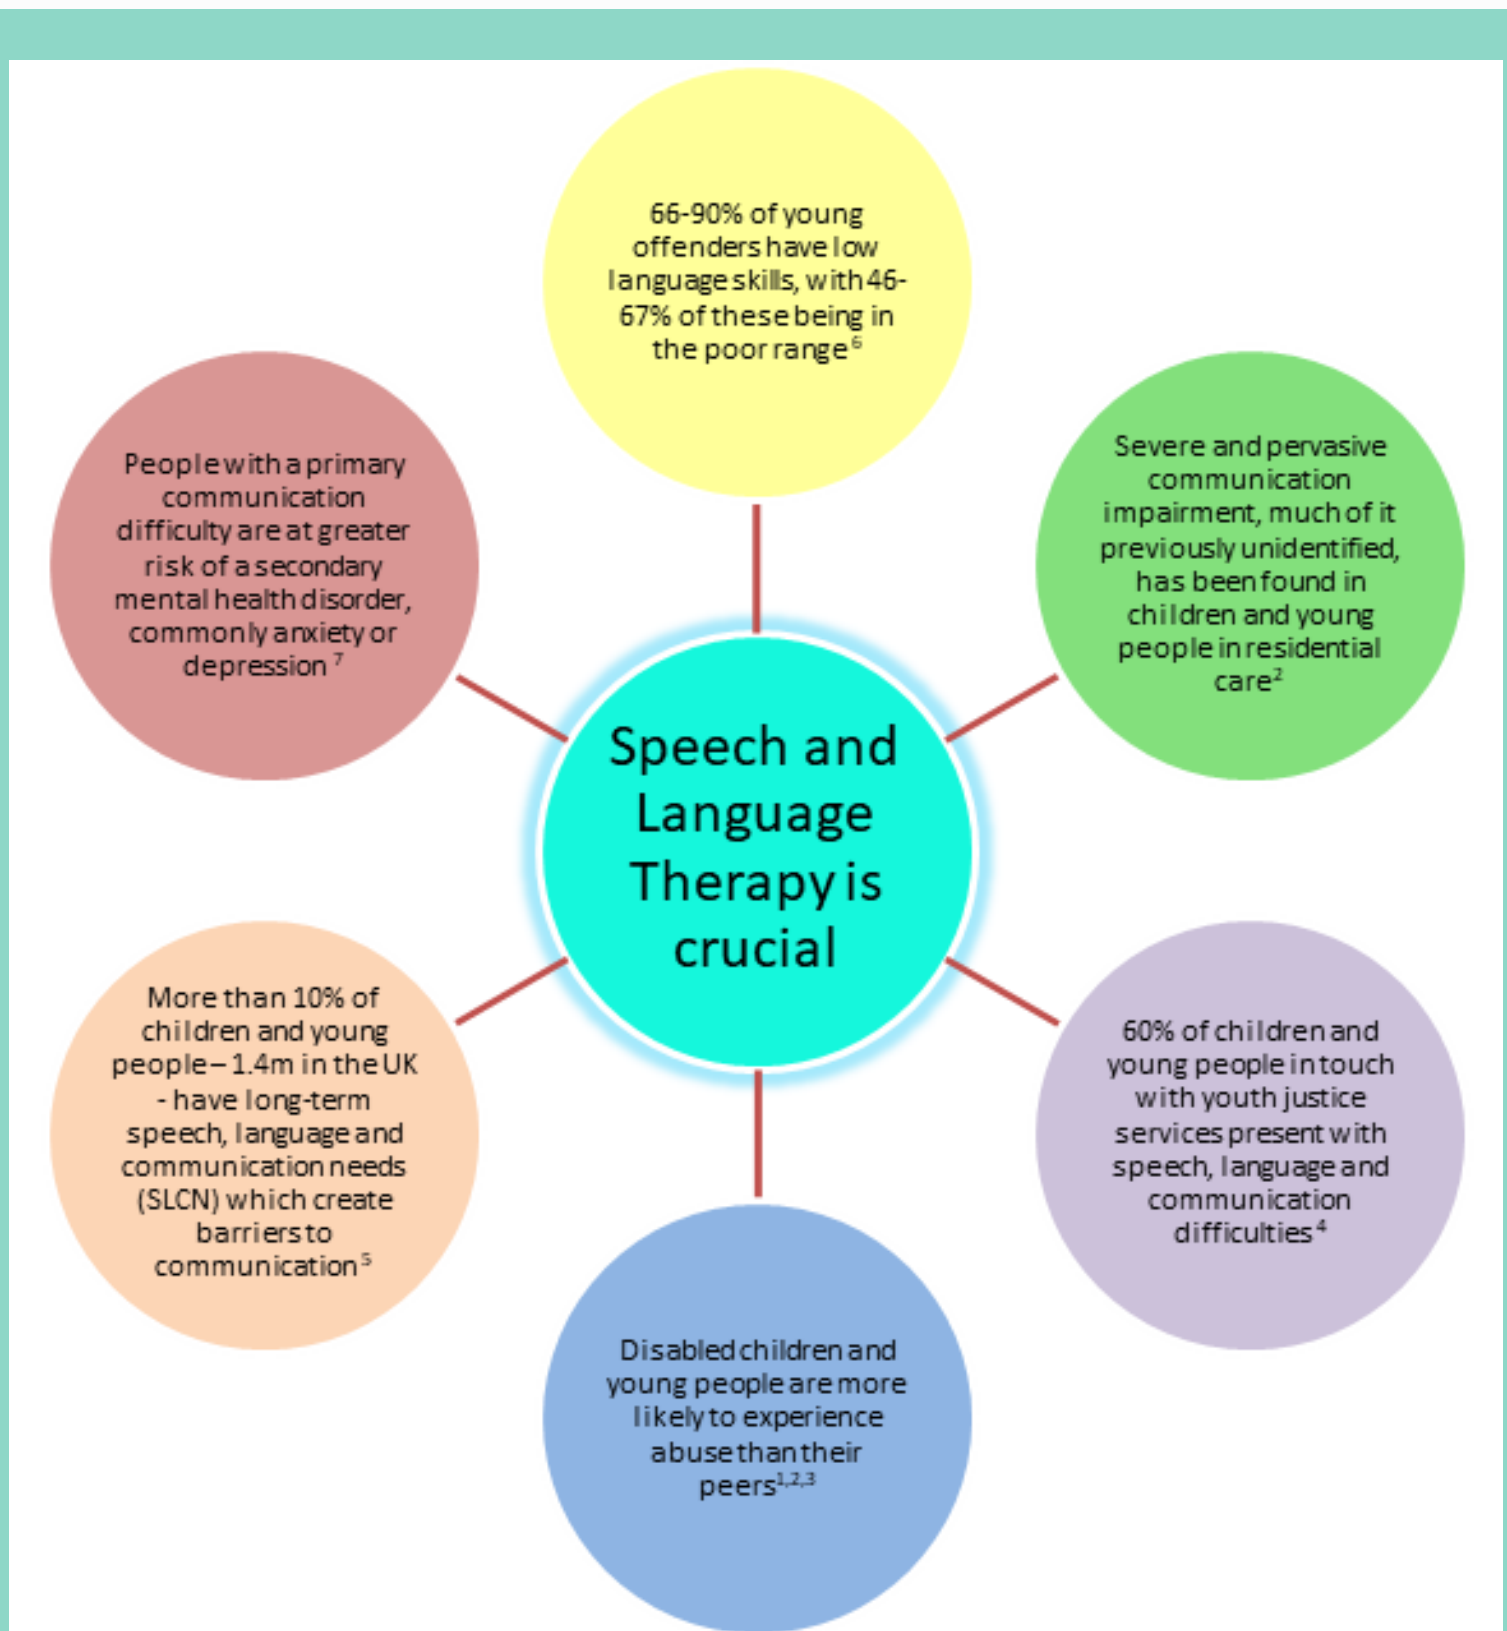 66-90% of young
offenders have low
language skills, with 46-
67% of these being in
the poor range⁶
Severe and pervasive
communication
impairment, much of it
previously unidentified,
has been found in
children and young
people in residential
care²
60% of children and
young people in touch
with youth justice
services present with
speech, language and
communication
difficulties⁴
Disabled children and
young people are more
likely to experience
abuse than their
peers¹,²,³
More than 10% of
children and young
people – 1.4m in the UK
- have long-term
speech, language and
communication needs
(SLCN) which create
barriers to
communication⁵
People with a primary
communication
difficulty are at greater
risk of a secondary
mental health disorder,
commonly anxiety or
depression ⁷
Speech and
Language
Therapy is
crucial